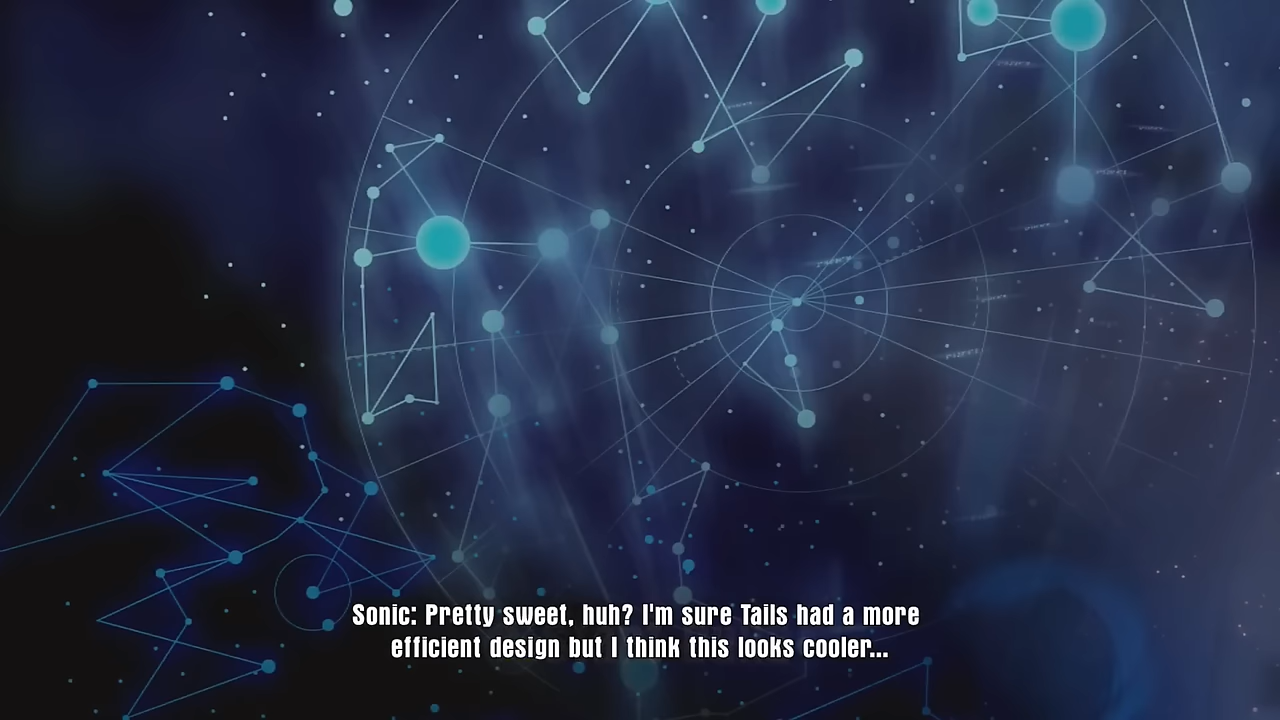 Sonic: Pretty sweet, huh? I'm sure Tails had a more
efficient design but I think this looks cooler...